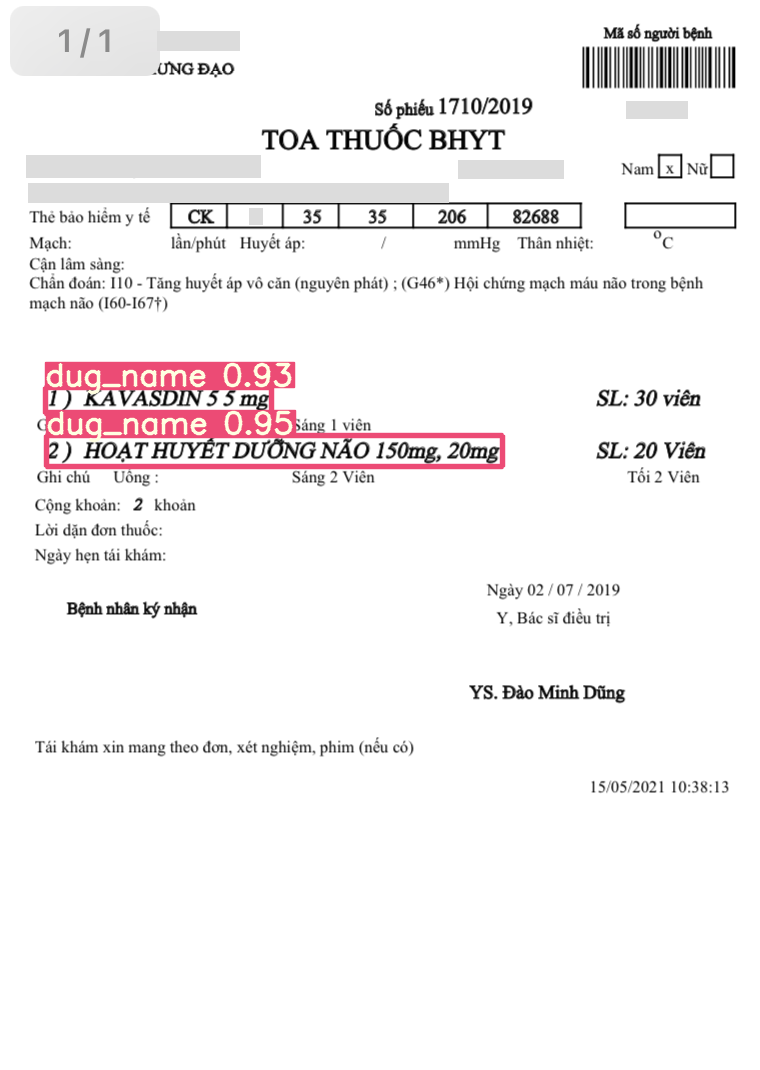 1/1
Mã số người bệnh
ƯNG ĐẠO
Số phiếu 1710/2019
TOA THUỐC BHYT
Nam x Nữ
Thẻ bảo hiểm y tế CK 35 35 206 82688
Mạch: lần/phút Huyết áp: / mmHg Thân nhiệt: °C
Cận lâm sàng:
Chẩn đoán: I10 - Tăng huyết áp vô căn (nguyên phát) ; (G46*) Hội chứng mạch máu não trong bệnh
mạch não (I60-I67†)
dug_name 0.93
1 ) KAVASDIN 5 5 mg SL: 30 viên
dug_name 0.95 Sáng 1 viên
2 ) HOẠT HUYẾT DƯỠNG NÃO 150mg, 20mg SL: 20 Viên
Ghi chú Uống : Sáng 2 Viên Tối 2 Viên
Cộng khoản: 2 khoản
Lời dặn đơn thuốc:
Ngày hẹn tái khám:
Ngày 02 / 07 / 2019
Bệnh nhân ký nhận
Y, Bác sĩ điều trị
YS. Đào Minh Dũng
Tái khám xin mang theo đơn, xét nghiệm, phim (nếu có)
15/05/2021 10:38:13